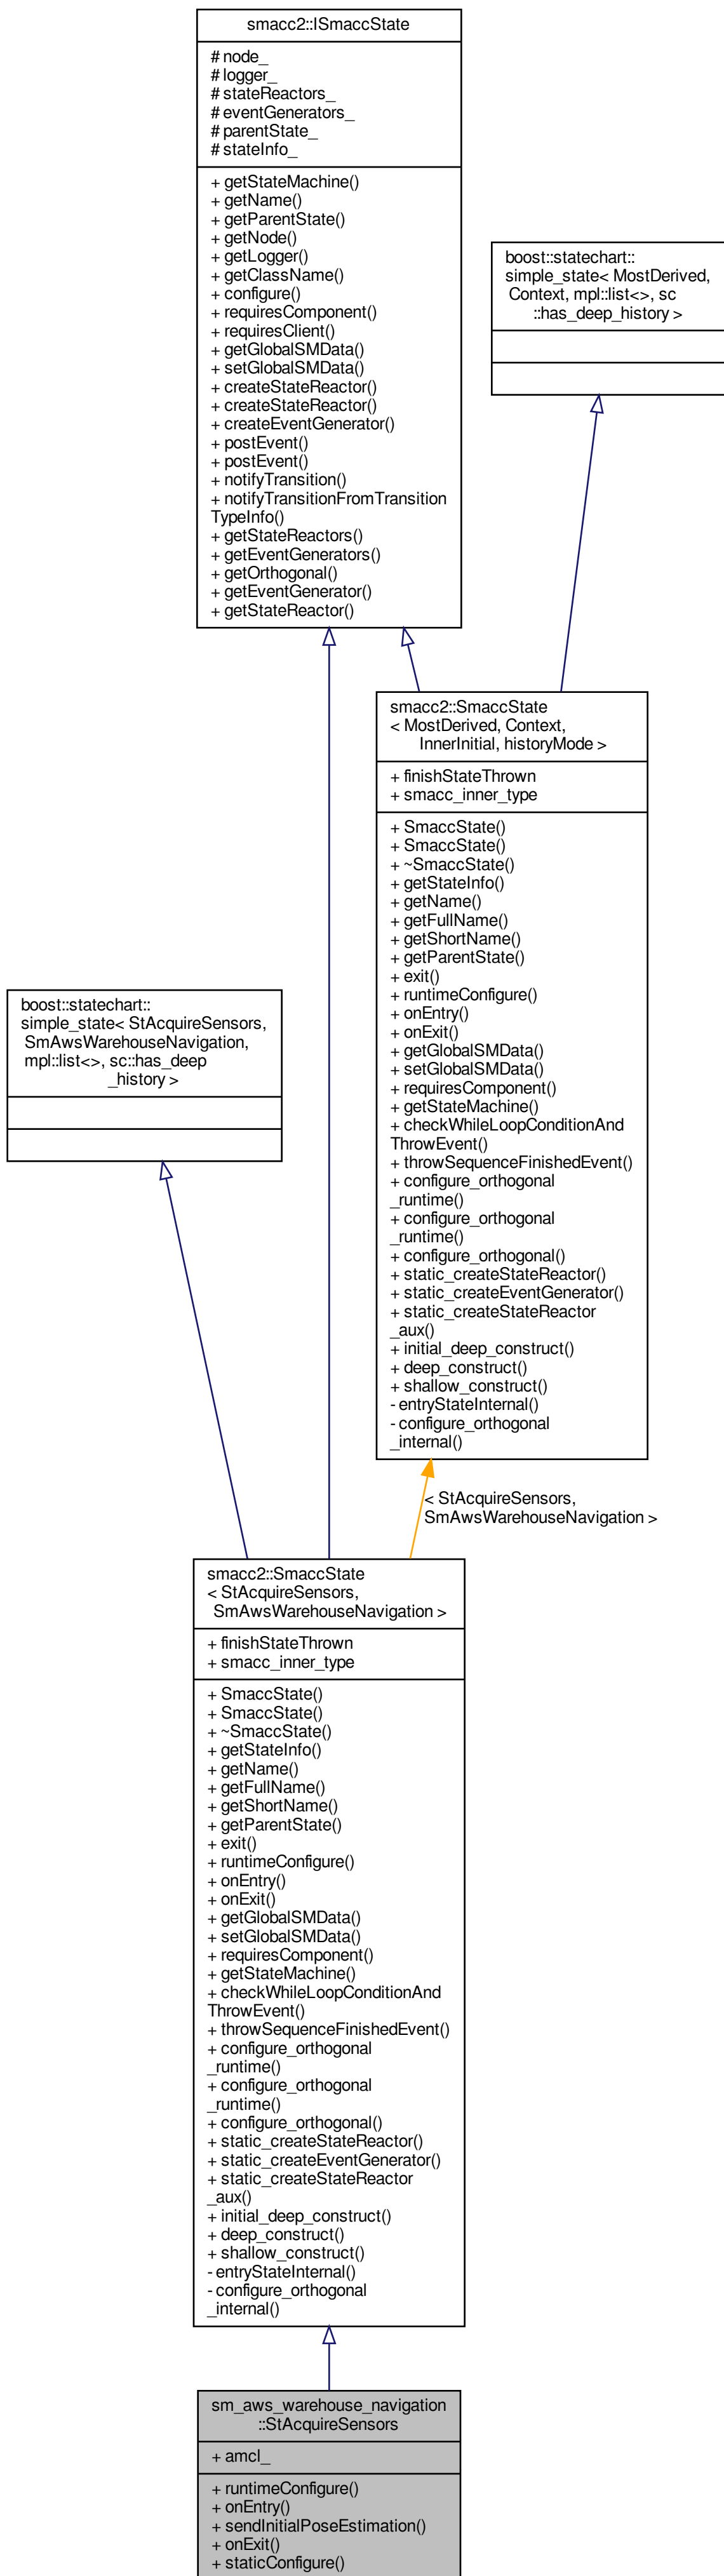 smacc2::ISmaccState
# node_
# logger_
# stateReactors_
# eventGenerators_
# parentState_
# stateInfo_
+ getStateMachine()
+ getName()
+ getParentState()
+ getNode()
+ getLogger()
+ getClassName()
+ configure()
+ requiresComponent()
+ requiresClient()
+ getGlobalSMData()
+ setGlobalSMData()
+ createStateReactor()
+ createStateReactor()
+ createEventGenerator()
+ postEvent()
+ postEvent()
+ notifyTransition()
+ notifyTransitionFromTransition
TypeInfo()
+ getStateReactors()
+ getEventGenerators()
+ getOrthogonal()
+ getEventGenerator()
+ getStateReactor()
boost::statechart::
simple_state< MostDerived,
Context, mpl::list<>, sc
::has_deep_history >
smacc2::SmaccState
< MostDerived, Context,
InnerInitial, historyMode >
+ finishStateThrown
+ smacc_inner_type
+ SmaccState()
+ SmaccState()
+ ~SmaccState()
+ getStateInfo()
+ getName()
+ getFullName()
+ getShortName()
+ getParentState()
+ exit()
+ runtimeConfigure()
+ onEntry()
+ onExit()
+ getGlobalSMData()
+ setGlobalSMData()
+ requiresComponent()
+ getStateMachine()
+ checkWhileLoopConditionAnd
ThrowEvent()
+ throwSequenceFinishedEvent()
+ configure_orthogonal
_runtime()
+ configure_orthogonal
_runtime()
+ configure_orthogonal()
+ static_createStateReactor()
+ static_createEventGenerator()
+ static_createStateReactor
_aux()
+ initial_deep_construct()
+ deep_construct()
+ shallow_construct()
- entryStateInternal()
- configure_orthogonal
_internal()
boost::statechart::
simple_state< StAcquireSensors,
SmAwsWarehouseNavigation,
mpl::list<>, sc::has_deep
_history >
< StAcquireSensors,
SmAwsWarehouseNavigation >
smacc2::SmaccState
< StAcquireSensors,
SmAwsWarehouseNavigation >
+ finishStateThrown
+ smacc_inner_type
+ SmaccState()
+ SmaccState()
+ ~SmaccState()
+ getStateInfo()
+ getName()
+ getFullName()
+ getShortName()
+ getParentState()
+ exit()
+ runtimeConfigure()
+ onEntry()
+ onExit()
+ getGlobalSMData()
+ setGlobalSMData()
+ requiresComponent()
+ getStateMachine()
+ checkWhileLoopConditionAnd
ThrowEvent()
+ throwSequenceFinishedEvent()
+ configure_orthogonal
_runtime()
+ configure_orthogonal
_runtime()
+ configure_orthogonal()
+ static_createStateReactor()
+ static_createEventGenerator()
+ static_createStateReactor
_aux()
+ initial_deep_construct()
+ deep_construct()
+ shallow_construct()
- entryStateInternal()
- configure_orthogonal
_internal()
sm_aws_warehouse_navigation
::StAcquireSensors
+ amcl_
+ runtimeConfigure()
+ onEntry()
+ sendInitialPoseEstimation()
+ onExit()
+ staticConfigure()